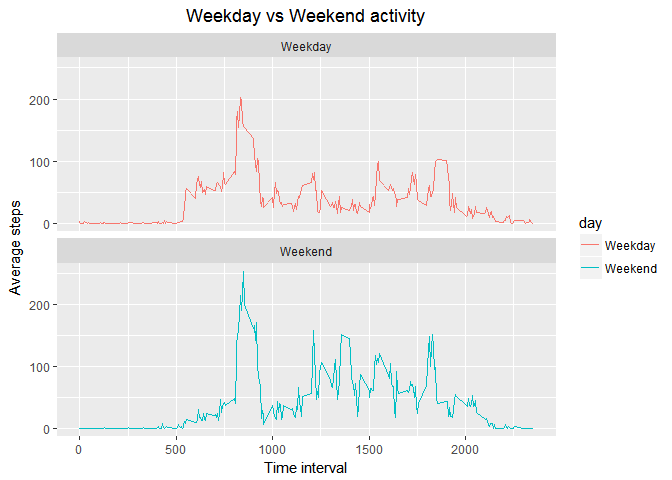 Weekday vs Weekend activity
Weekday
200
100
0
Average steps
Weekend
200
100
0
0
500
1000
1500
2000
Time interval
day
Weekday
Weekend